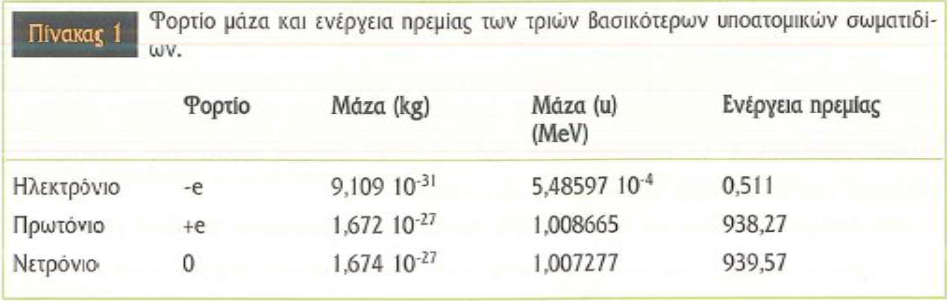 Πίνακας 1 Φορτίο μάζα και ενέργεια ηρεμίας των τριών βασικότερων υποατομικών σωματιδί-
ων.
Φορτίο Μάζα (kg) Μάζα (u) Ενέργεια ηρεμίας
(MeV)
Ηλεκτρόνιο -e 9,109 10⁻³¹ 5,48597 10⁻⁴ 0,511
Πρωτόνιο +e 1,672 10⁻²⁷ 1,008665 938,27
Νετρόνιο 0 1,674 10⁻²⁷ 1,007277 939,57